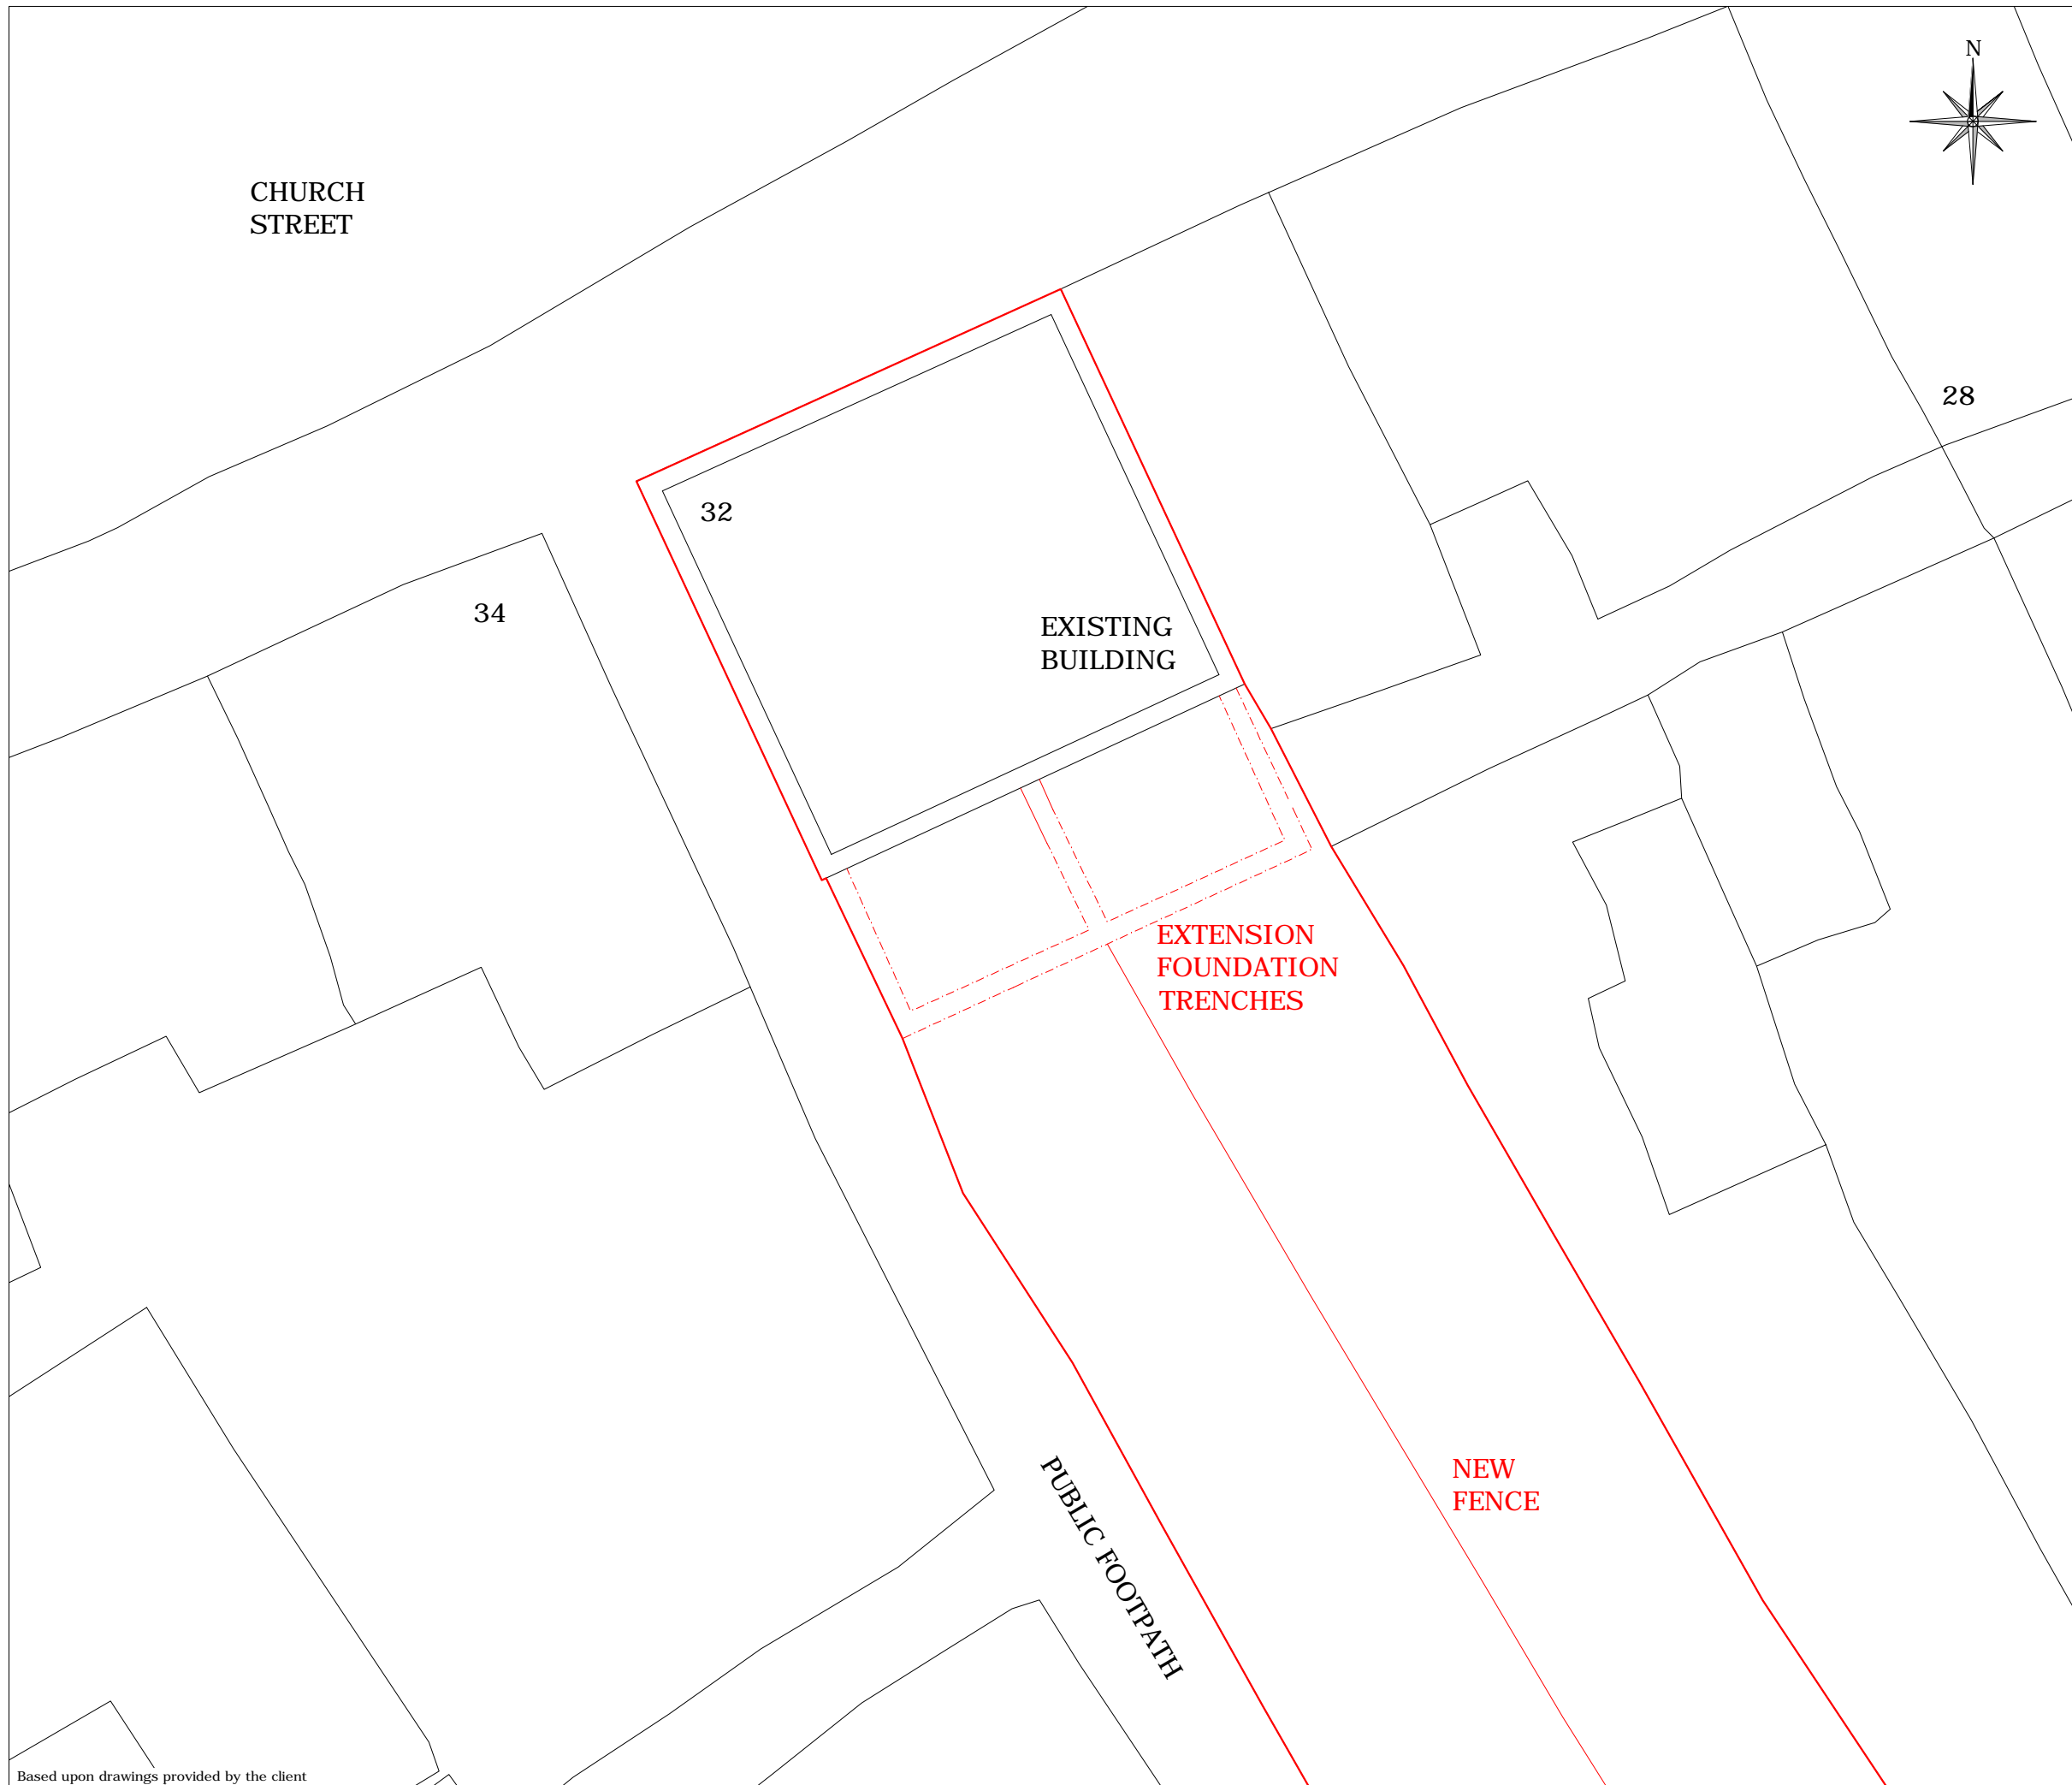 N
CHURCH
STREET
28
32
34
EXISTING
BUILDING
EXTENSION
FOUNDATION
TRENCHES
NEW
FENCE
PUBLIC FOOTPATH
Based upon drawings provided by the client